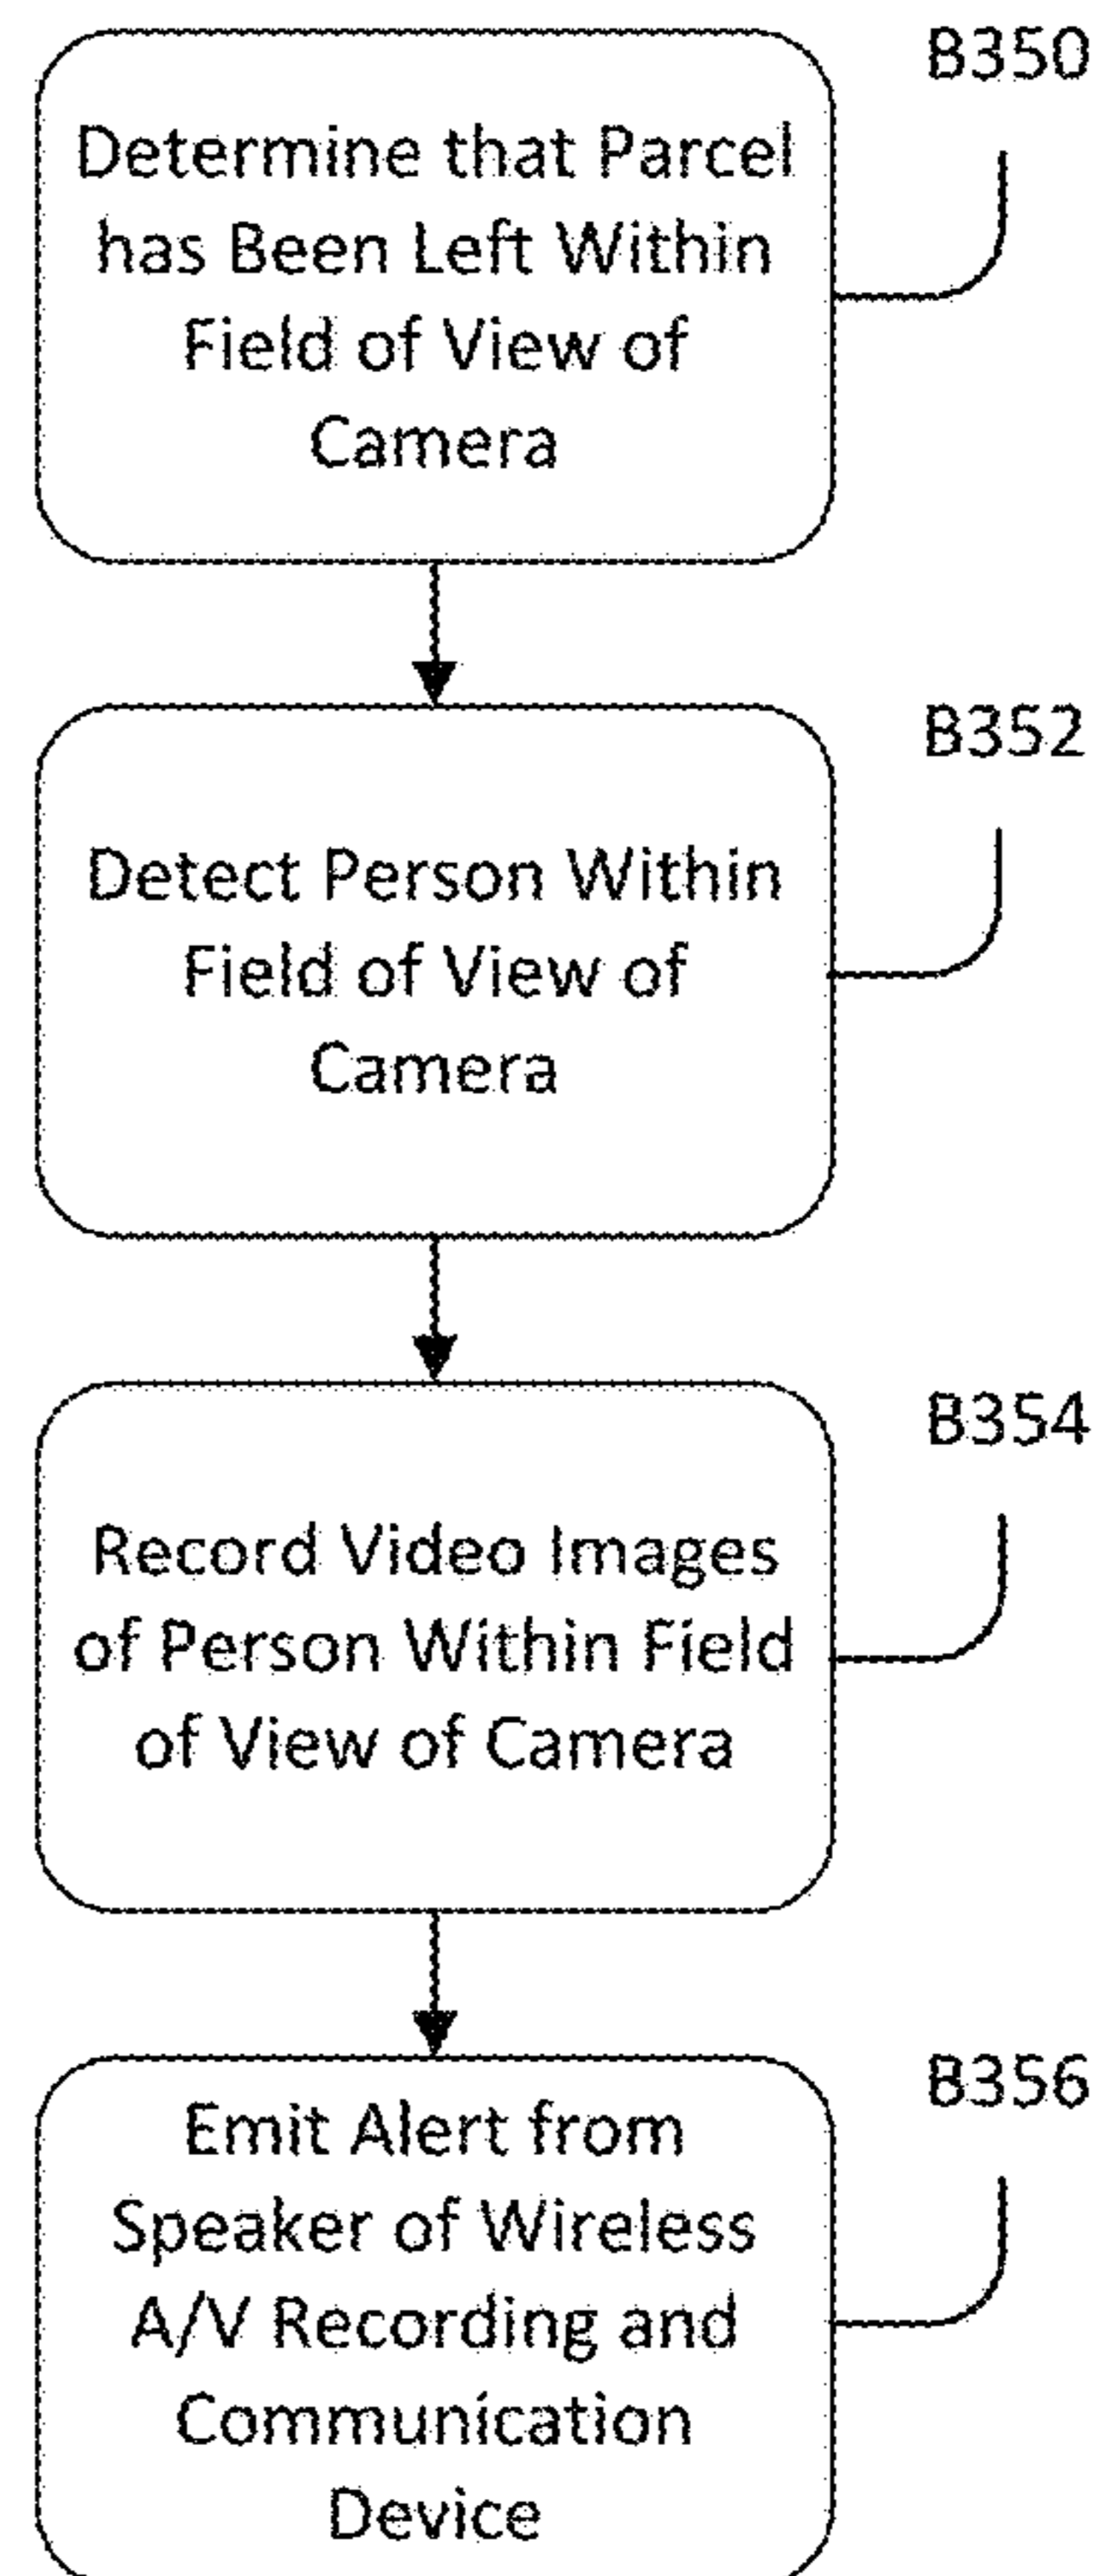 B350
Determine that Parcel
has Been Left Within
Field of View of
Camera
B352
Detect Person Within
Field of View of
Camera
B354
Record Video Images
of Person Within Field
of View of Camera
B356
Emit Alert from
Speaker of Wireless
A/V Recording and
Communication
Device